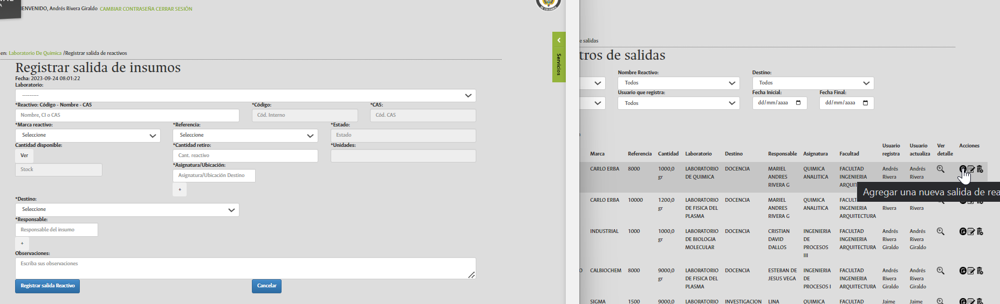 BIENVENIDO, Andrés Rivera Giraldo CAMBIAR CONTRASEÑA CERRAR SESIÓN
DE COLOMBIA
en: Laboratorio De Quimica /Registrar salida de reactivos
Registrar salida de insumos
Fecha: 2023-09-24 08:01:22
Laboratorio:
---------
*Reactivo: Código - Nombre - CAS *Código: *CAS:
Nombre, CI o CAS Cód. Interno Cód. CAS
*Marca reactivo: *Referencia: *Estado:
Seleccione Seleccione Estado
Cantidad disponible: *Cantidad retiro: *Unidades:
Ver Cant. reactivo
*Asignatura/Ubicación:
Stock Asignatura/Ubicación Destino
+
*Destino:
Seleccione
*Responsable:
Responsable del insumo
+
Observaciones:
Escriba sus observaciones
Registrar salida Reactivo Cancelar
Servicios
e salidas
tros de salidas
Nombre Reactivo: Destino:
Todos Todos
Usuario que registra: Fecha Inicial: Fecha Final:
Todos dd/mm/aaaa dd/mm/aaaa
Usuario Usuario Ver Acciones
Marca Referencia Cantidad Laboratorio Destino Responsable Asignatura Facultad registra actualiza detalle
CARLO ERBA 8000 1000,0 LABORATORIO DOCENCIA MARIEL QUIMICA FACULTAD Andrés Andrés
gr DE QUIMICA ANDRES ANALITICA INGENIERIA Rivera Rivera
RIVERA G ARQUIT
Agregar una nueva salida de rea
CARLO ERBA 10000 1200,0 LABORATORIO DOCENCIA MARIEL QUIMICA FACULT
gr DE FISICA DEL ANDRES ANALITICA INGENIERIA Rivera Rivera
PLASMA RIVERA G ARQUITECTURA
INDUSTRIAL 1000 1000,0 LABORATORIO DOCENCIA CRISTIAN INGENIERIA FACULTAD Andrés Andrés
gr DE BIOLOGIA DAVID DE INGENIERIA Rivera Rivera
MOLECULAR DALLOS PROCESOS ARQUITECTURA Giraldo Giraldo
III
O CALBIOCHEM 8000 9000,0 LABORATORIO DOCENCIA ESTEBAN DE INGENIERIA FACULTAD Andrés Andrés
gr DE FISICA DEL JESUS VEGA DE INGENIERIA Rivera Rivera
PLASMA PROCESOS I ARQUITECTURA Giraldo Giraldo
SIGMA 1500 9000,0 LABORATORIO INVESTIGACION LINA QUIMICA FACULTAD Jaime Jaime